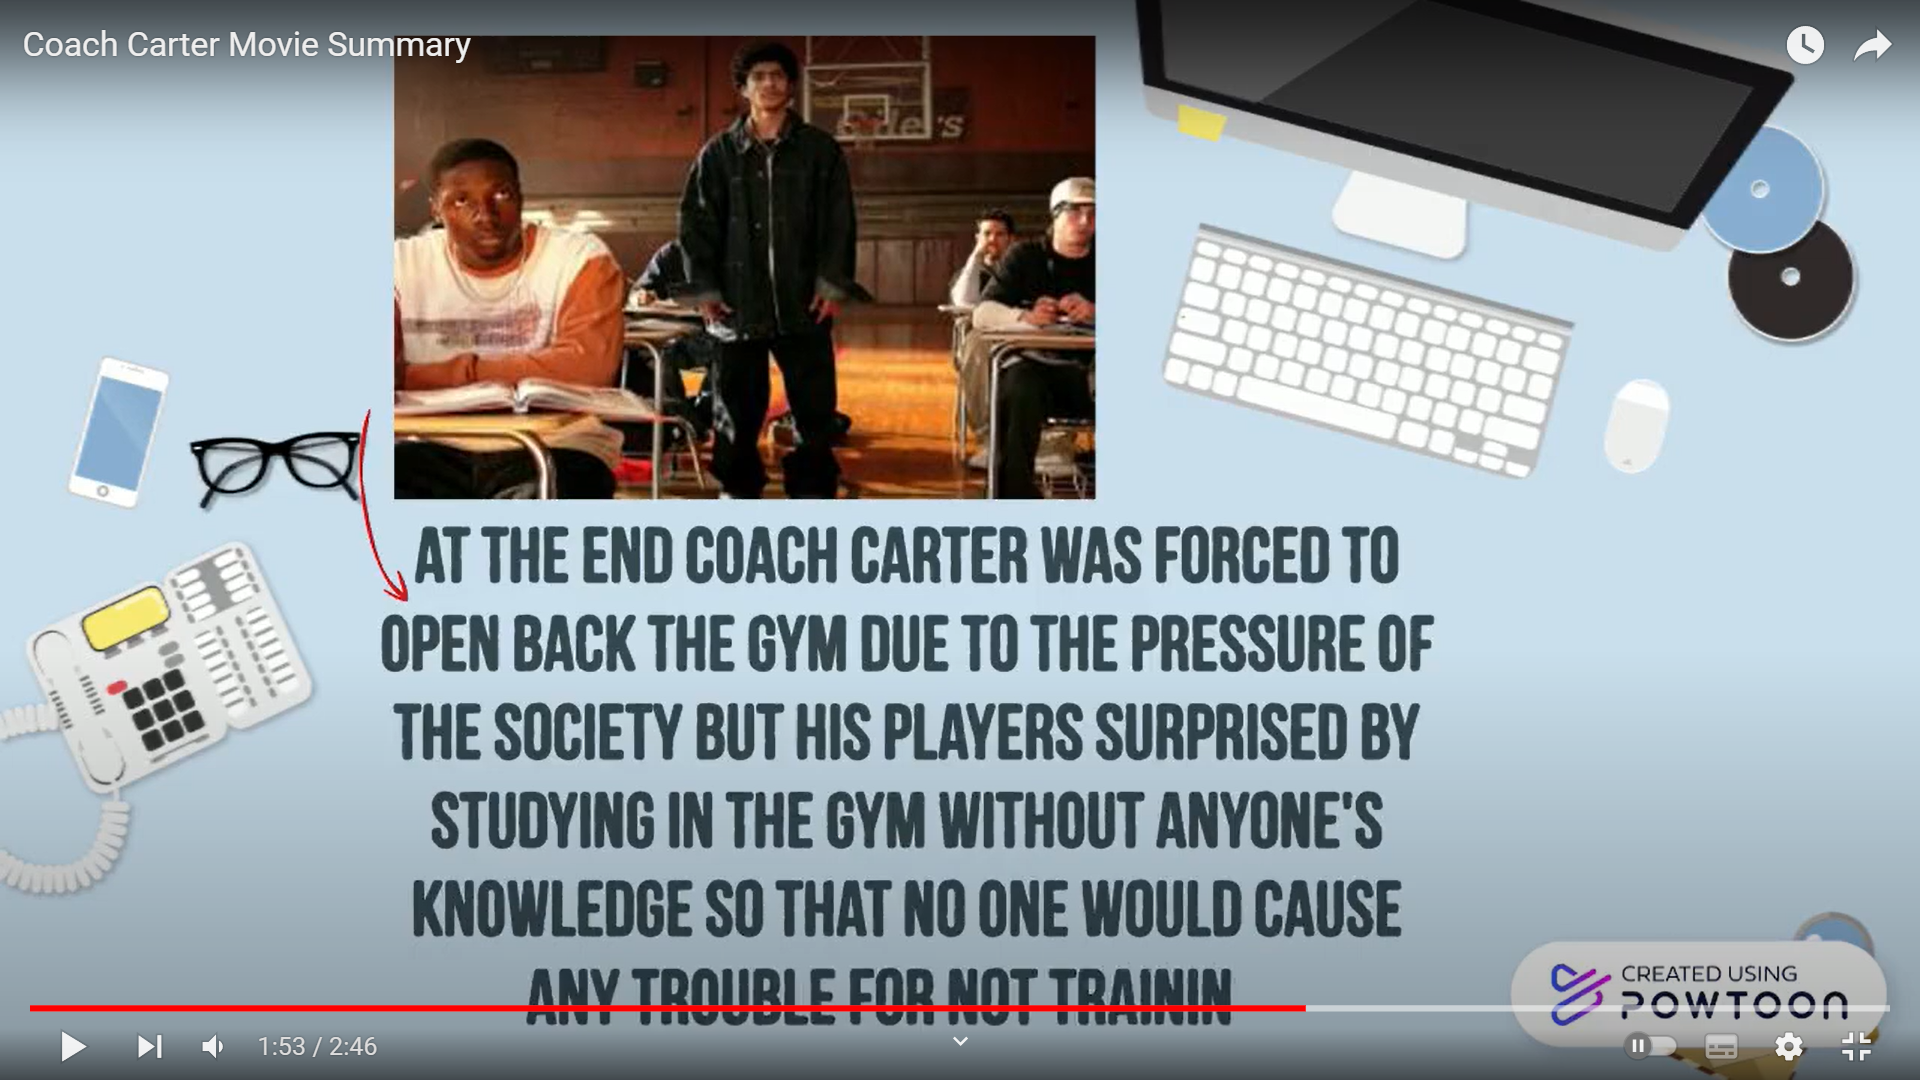 Coach Carter Movie Summary
AT THE END COACH CARTER WAS FORCED TO
OPEN BACK THE GYM DUE TO THE PRESSURE OF
THE SOCIETY BUT HIS PLAYERS SURPRISED BY
STUDYING IN THE GYM WITHOUT ANYONE'S
KNOWLEDGE SO THAT NO ONE WOULD CAUSE
ANY TROUBLE FOR NOT TRAININ
CREATED USING
POWTOON
1:53 / 2:46